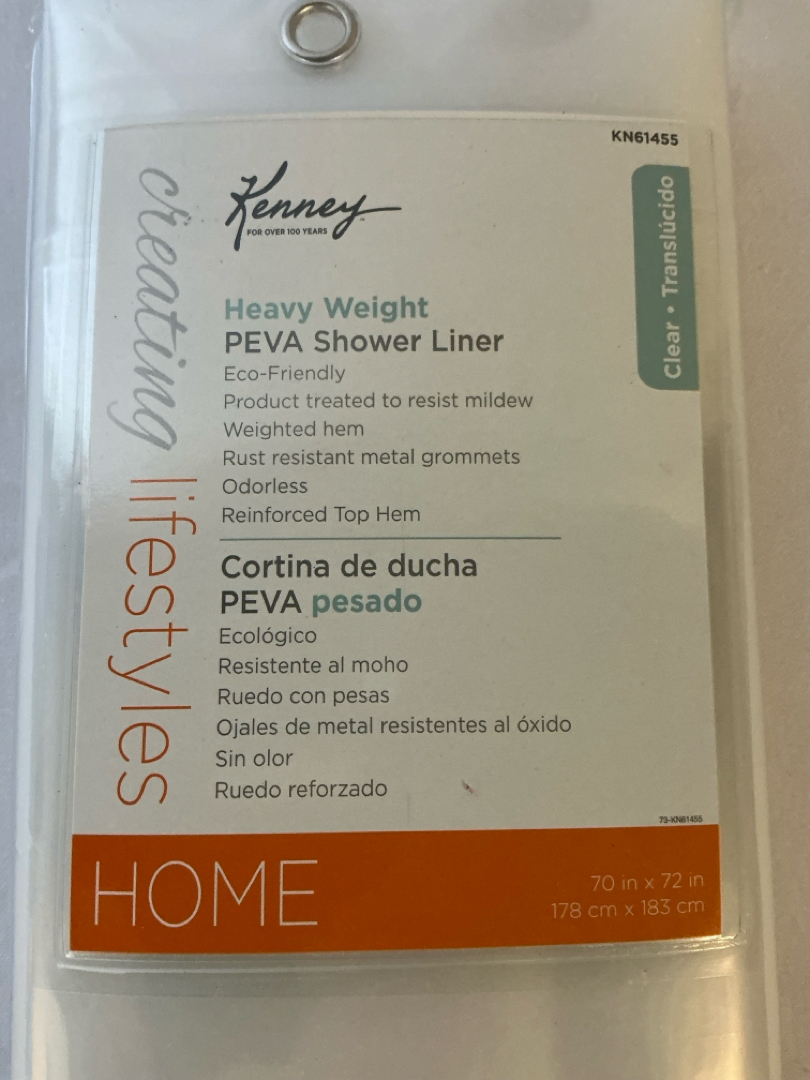 KN61455
Clear • Translúcido
Kenney
FOR OVER 100 YEARS
creating lifestyles
Heavy Weight
PEVA Shower Liner
Eco-Friendly
Product treated to resist mildew
Weighted hem
Rust resistant metal grommets
Odorless
Reinforced Top Hem
Cortina de ducha
PEVA pesado
Ecológico
Resistente al moho
Ruedo con pesas
Ojales de metal resistentes al óxido
Sin olor
Ruedo reforzado
73-KN61455
HOME
70 in x 72 in
178 cm x 183 cm